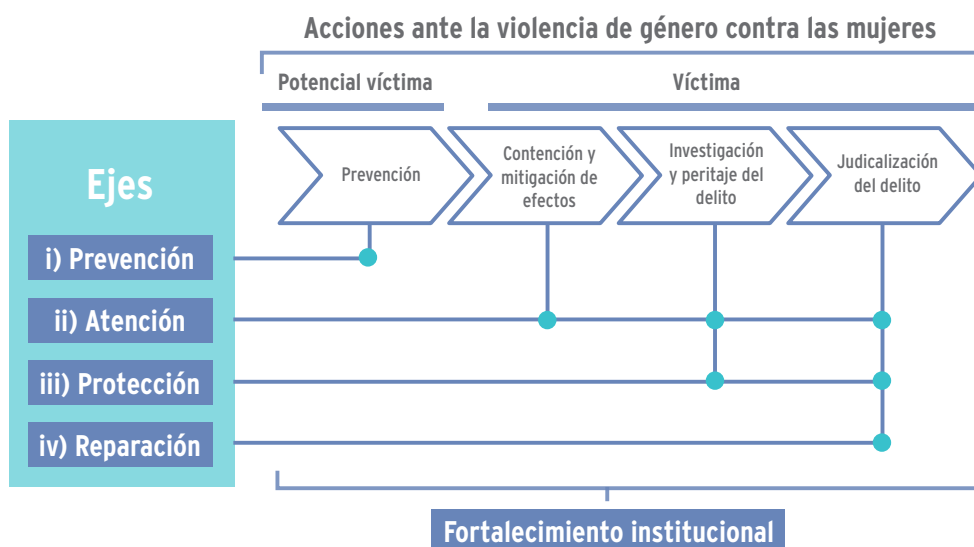 Acciones ante la violencia de género contra las mujeres
Potencial víctima
Víctima
Ejes
Prevención
Contención y
mitigación de
efectos
Investigación
y peritaje del
delito
Judicalización
del delito
i) Prevención
ii) Atención
iii) Protección
iv) Reparación
Fortalecimiento institucional